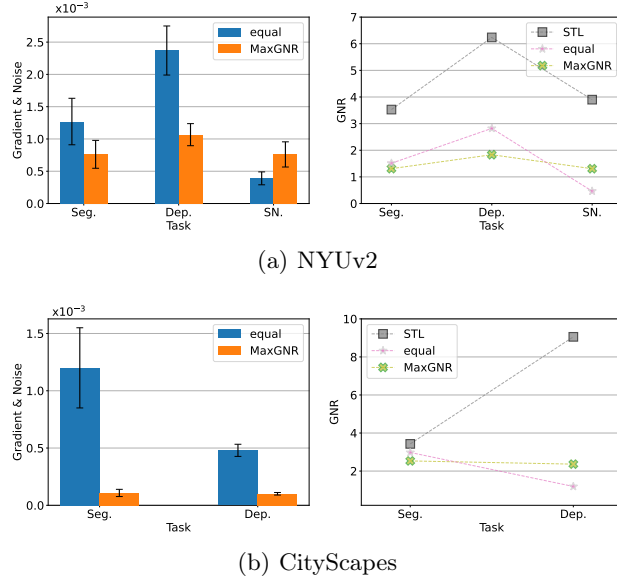 x10⁻³
equal
MaxGNR
Gradient & Noise
2.5
2.0
1.5
1.0
0.5
0.0
Seg. Dep. SN.
Task
STL
equal
MaxGNR
GNR
7
6
5
4
3
2
1
0
Seg. Dep. SN.
Task
(a) NYUv2
x10⁻³
equal
MaxGNR
Gradient & Noise
1.5
1.0
0.5
0.0
Seg. Dep.
Task
STL
equal
MaxGNR
GNR
10
8
6
4
2
Seg. Dep.
Task
(b) CityScapes